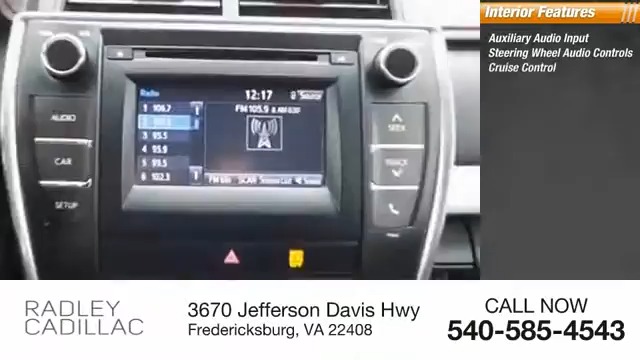 Interior Features
Auxiliary Audio Input
Steering Wheel Audio Controls
Cruise Control
Radio
12:17
Source
1 106.7
FM 105.9
3 95.5
4 95.9
5 99.5
6 102.3
SCAN
AUDIO
CAR
SETUP
SEEK
TRACK
RADLEY
CADILLAC
3670 Jefferson Davis Hwy
Fredericksburg, VA 22408
CALL NOW
540-585-4543